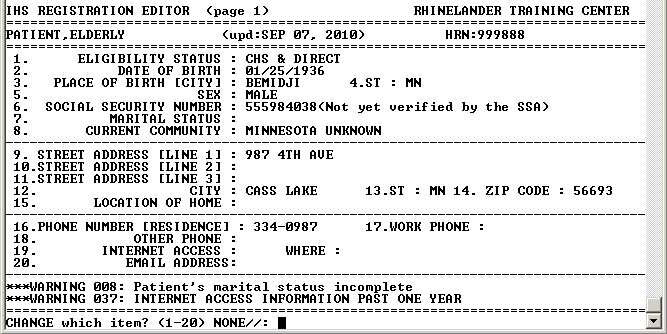 IHS REGISTRATION EDITOR (page 1) RHINELANDER TRAINING CENTER
PATIENT,ELDERLY (upd:SEP 07, 2010) HRN:999888
1. ELIGIBILITY STATUS : CHS & DIRECT
2. DATE OF BIRTH : 01/25/1936
3. PLACE OF BIRTH [CITY] : BEMIDJI 4.ST : MN
5. SEX : MALE
6. SOCIAL SECURITY NUMBER : 555984038(Not yet verified by the SSA)
7. MARITAL STATUS :
8. CURRENT COMMUNITY : MINNESOTA UNKNOWN
9. STREET ADDRESS [LINE 1] : 987 4TH AVE
10.STREET ADDRESS [LINE 2] :
11.STREET ADDRESS [LINE 3] :
12. CITY : CASS LAKE 13.ST : MN 14. ZIP CODE : 56693
15. LOCATION OF HOME :
16.PHONE NUMBER [RESIDENCE] : 334-0987 17.WORK PHONE :
18. OTHER PHONE :
19. INTERNET ACCESS : WHERE :
20. EMAIL ADDRESS:
***WARNING 008: Patient's marital status incomplete
***WARNING 037: INTERNET ACCESS INFORMATION PAST ONE YEAR
CHANGE which item? (1-20) NONE//: